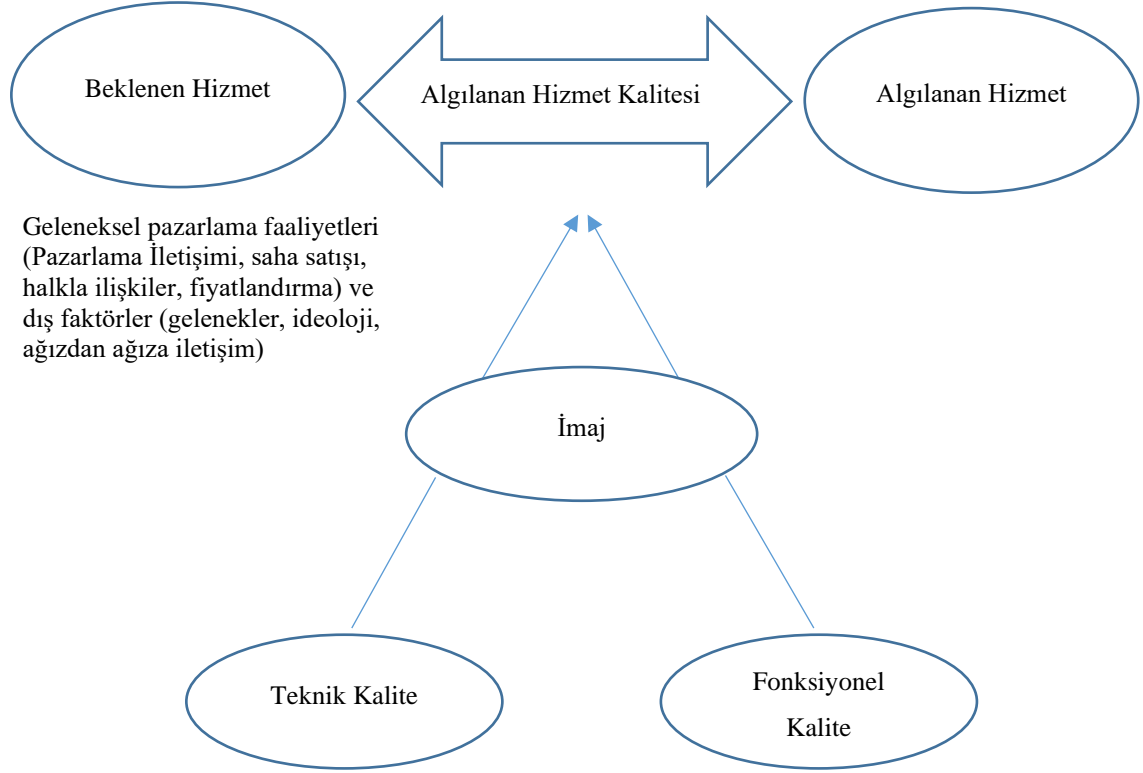 Beklenen Hizmet
Algılanan Hizmet Kalitesi
Algılanan Hizmet
Geleneksel pazarlama faaliyetleri
(Pazarlama İletişimi, saha satışı,
halkla ilişkiler, fiyatlandırma) ve
dış faktörler (gelenekler, ideoloji,
ağızdan ağıza iletişim)
İmaj
Teknik Kalite
Fonksiyonel
Kalite